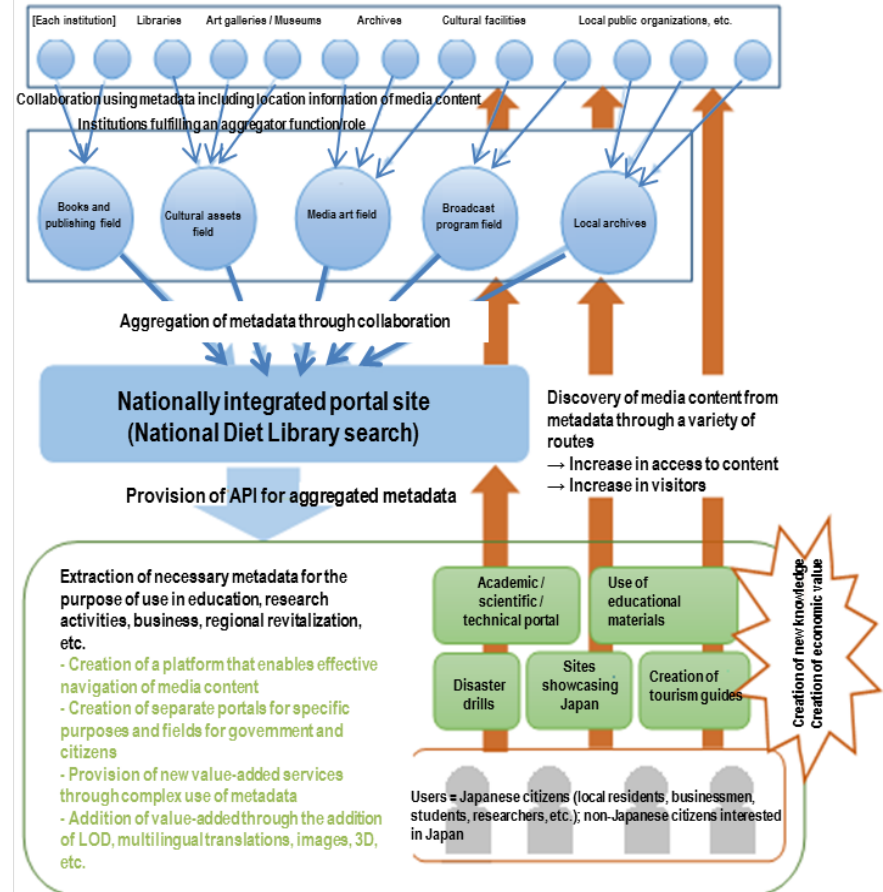 [Each institution] Libraries Art galleries / Museums Archives Cultural facilities Local public organizations, etc.
Collaboration using metadata including location information of media content
Institutions fulfilling an aggregator function/role
Books and
publishing field
Cultural assets
field
Media art field
Broadcast
program field
Local archives
Aggregation of metadata through collaboration
Nationally integrated portal site
(National Diet Library search)
Discovery of media content from
metadata through a variety of
routes
→ Increase in access to content
→ Increase in visitors
Provision of API for aggregated metadata
Extraction of necessary metadata for the
purpose of use in education, research
activities, business, regional revitalization,
etc.
- Creation of a platform that enables effective
navigation of media content
- Creation of separate portals for specific
purposes and fields for government and
citizens
- Provision of new value-added services
through complex use of metadata
- Addition of value-added through the addition
of LOD, multilingual translations, images, 3D,
etc.
Academic /
scientific /
technical portal
Use of
educational
materials
Disaster
drills
Sites
showcasing
Japan
Creation of
tourism guides
Creation of new knowledge
Creation of economic value
Users = Japanese citizens (local residents, businessmen,
students, researchers, etc.); non-Japanese citizens interested
in Japan